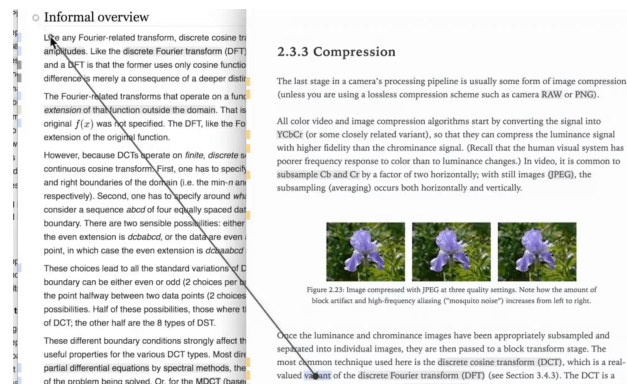 Informal overview
Like any Fourier-related transform, discrete cosine tra
amplitudes. Like the discrete Fourier transform (DFT)
and a DFT is that the former uses only cosine functio
difference is merely a consequence of a deeper distin
The Fourier-related transforms that operate on a func
extension of that function outside the domain. That is
original f(x) was not specified. The DFT, like the Fo
extension of the original function.
However, because DCTs operate on finite, discrete s
continuous cosine transform. First, one has to specify
and right boundaries of the domain (i.e. the min-n an
respectively). Second, one has to specify around wha
consider a sequence abcd of four equally spaced dat
boundary. There are two sensible possibilities: either
the even extension is dcbabcd, or the data are even a
point, in which case the even extension is dcbaabcd
These choices lead to all the standard variations of D
boundary can be either even or odd (2 choices per b
the point halfway between two data points (2 choices
possibilities. Half of these possibilities, those where t
of DCT; the other half are the 8 types of DST.
These different boundary conditions strongly affect th
useful properties for the various DCT types. Most dire
partial differential equations by spectral methods, the
of the problem being solved. Or, for the MDCT (base
2.3.3 Compression
The last stage in a camera's processing pipeline is usually some form of image compression
(unless you are using a lossless compression scheme such as camera RAW or PNG).
All color video and image compression algorithms start by converting the signal into
YCbCr (or some closely related variant), so that they can compress the luminance signal
with higher fidelity than the chrominance signal. (Recall that the human visual system has
poorer frequency response to color than to luminance changes.) In video, it is common to
subsample Cb and Cr by a factor of two horizontally; with still images (JPEG), the
subsampling (averaging) occurs both horizontally and vertically.
Figure 2.23: Image compressed with JPEG at three quality settings. Note how the amount of
block artifact and high-frequency aliasing ("mosquito noise") increases from left to right.
Once the luminance and chrominance images have been appropriately subsampled and
separated into individual images, they are then passed to a block transform stage. The
most common technique used here is the discrete cosine transform (DCT), which is a real-
valued variant of the discrete Fourier transform (DFT) (see Section 3.4.3). The DCT is a